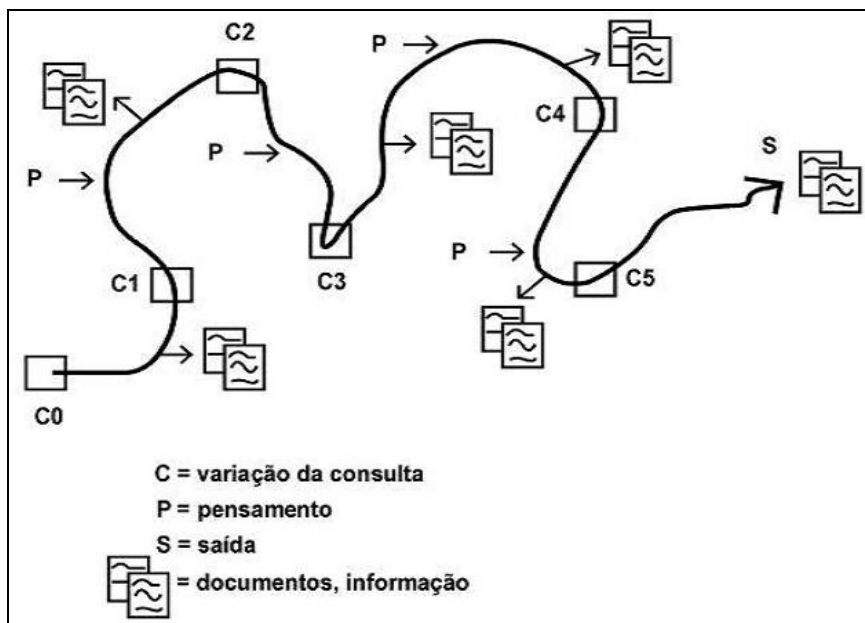 C2
P
P
C4
S
P
C1
C3
P
C5
C0
C = variação da consulta
P = pensamento
S = saída
= documentos, informação